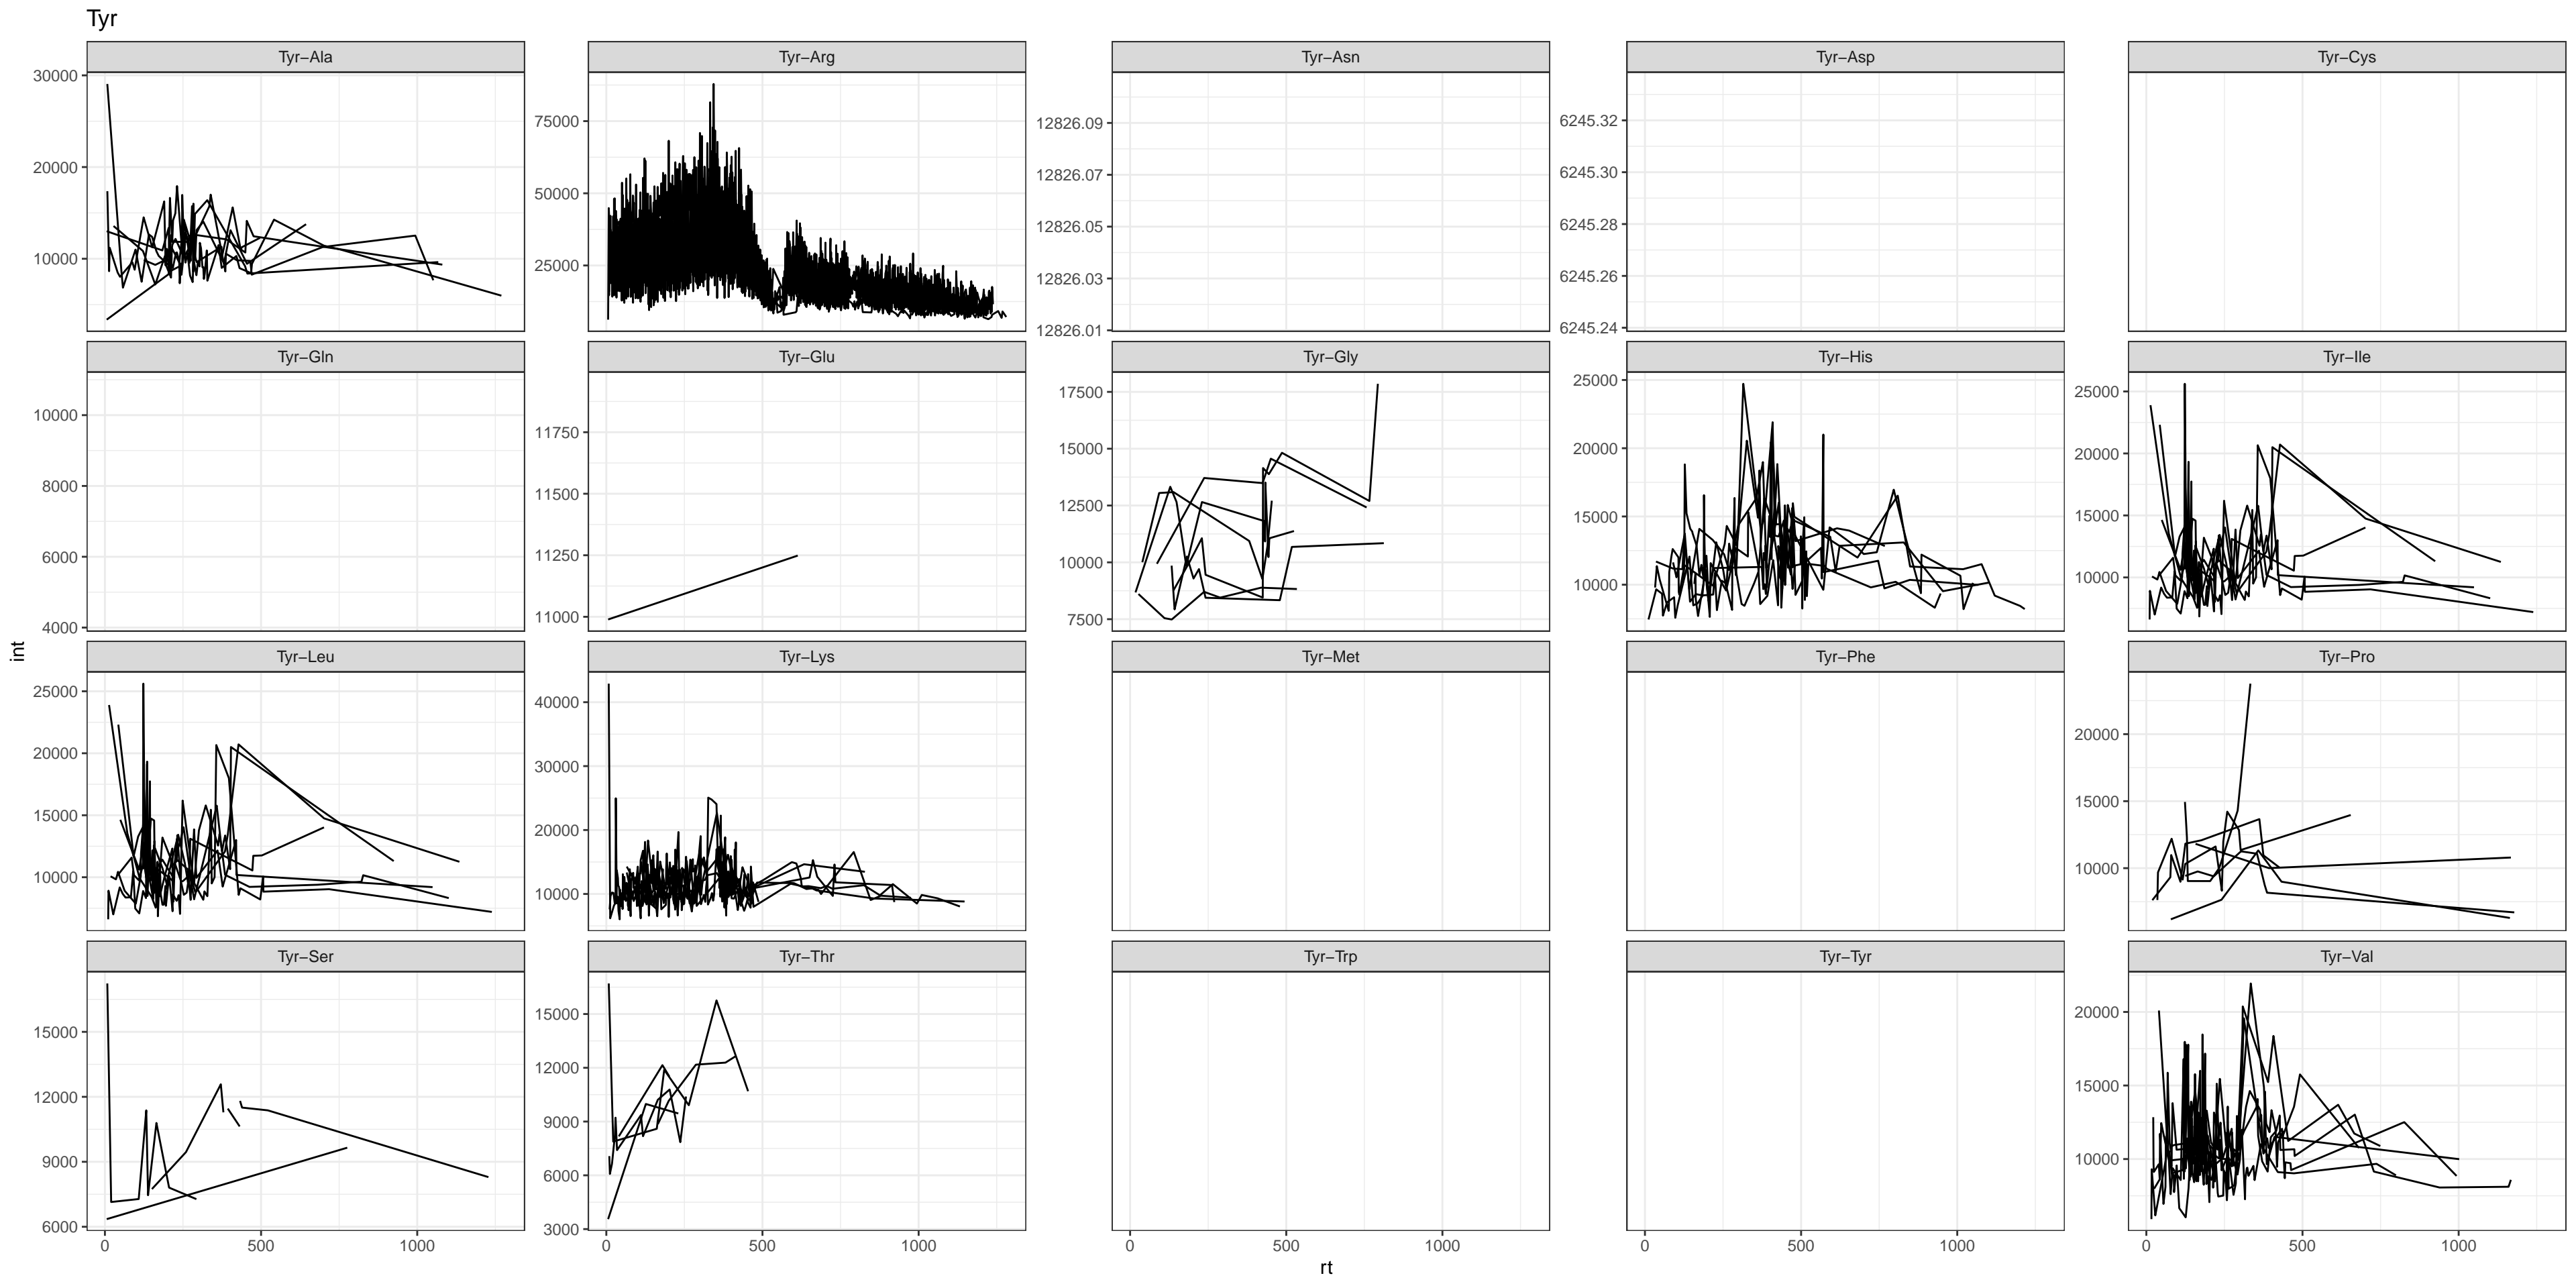 Tyr
Tyr–Ala
Tyr–Arg
Tyr–Asn
Tyr–Asp
Tyr–Cys
30000
20000
10000
75000
50000
25000
12826.09
12826.07
12826.05
12826.03
12826.01
6245.32
6245.30
6245.28
6245.26
6245.24
Tyr–Gln
Tyr–Glu
Tyr–Gly
Tyr–His
Tyr–Ile
10000
8000
6000
4000
11750
11500
11250
11000
17500
15000
12500
10000
7500
25000
20000
15000
10000
25000
20000
15000
10000
int
Tyr–Leu
Tyr–Lys
Tyr–Met
Tyr–Phe
Tyr–Pro
25000
20000
15000
10000
40000
30000
20000
10000
20000
15000
10000
Tyr–Ser
Tyr–Thr
Tyr–Trp
Tyr–Tyr
Tyr–Val
15000
12000
9000
6000
15000
12000
9000
6000
3000
20000
15000
10000
0 500 1000
0 500 1000
0 500 1000
0 500 1000
0 500 1000
rt